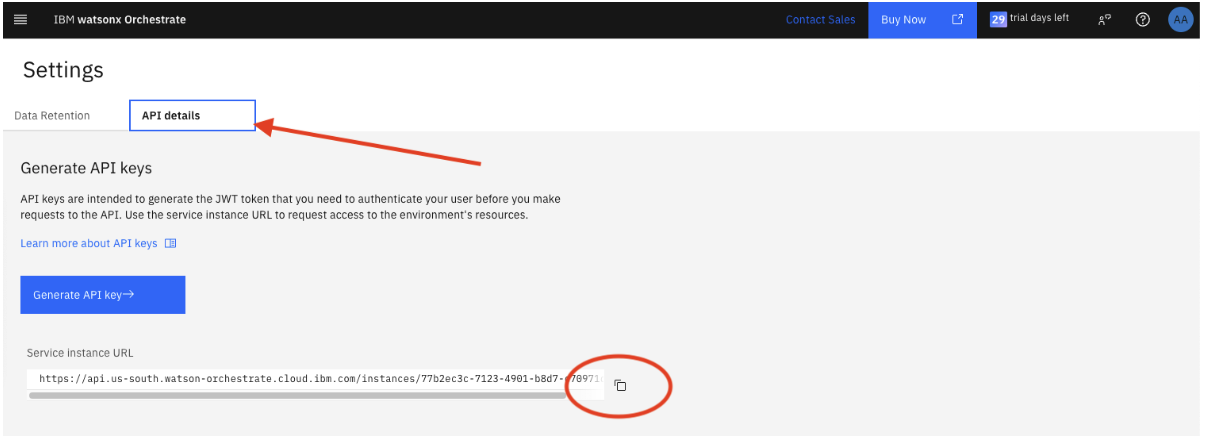 IBM watsonx Orchestrate
Contact Sales
Buy Now
29 trial days left
AA
Settings
Data Retention
API details
Generate API keys
API keys are intended to generate the JWT token that you need to authenticate your user before you make
requests to the API. Use the service instance URL to request access to the environment's resources.
Learn more about API keys
Generate API key
Service instance URL
https://api.us-south.watson-orchestrate.cloud.ibm.com/instances/77b2ec3c-7123-4901-b8d7-